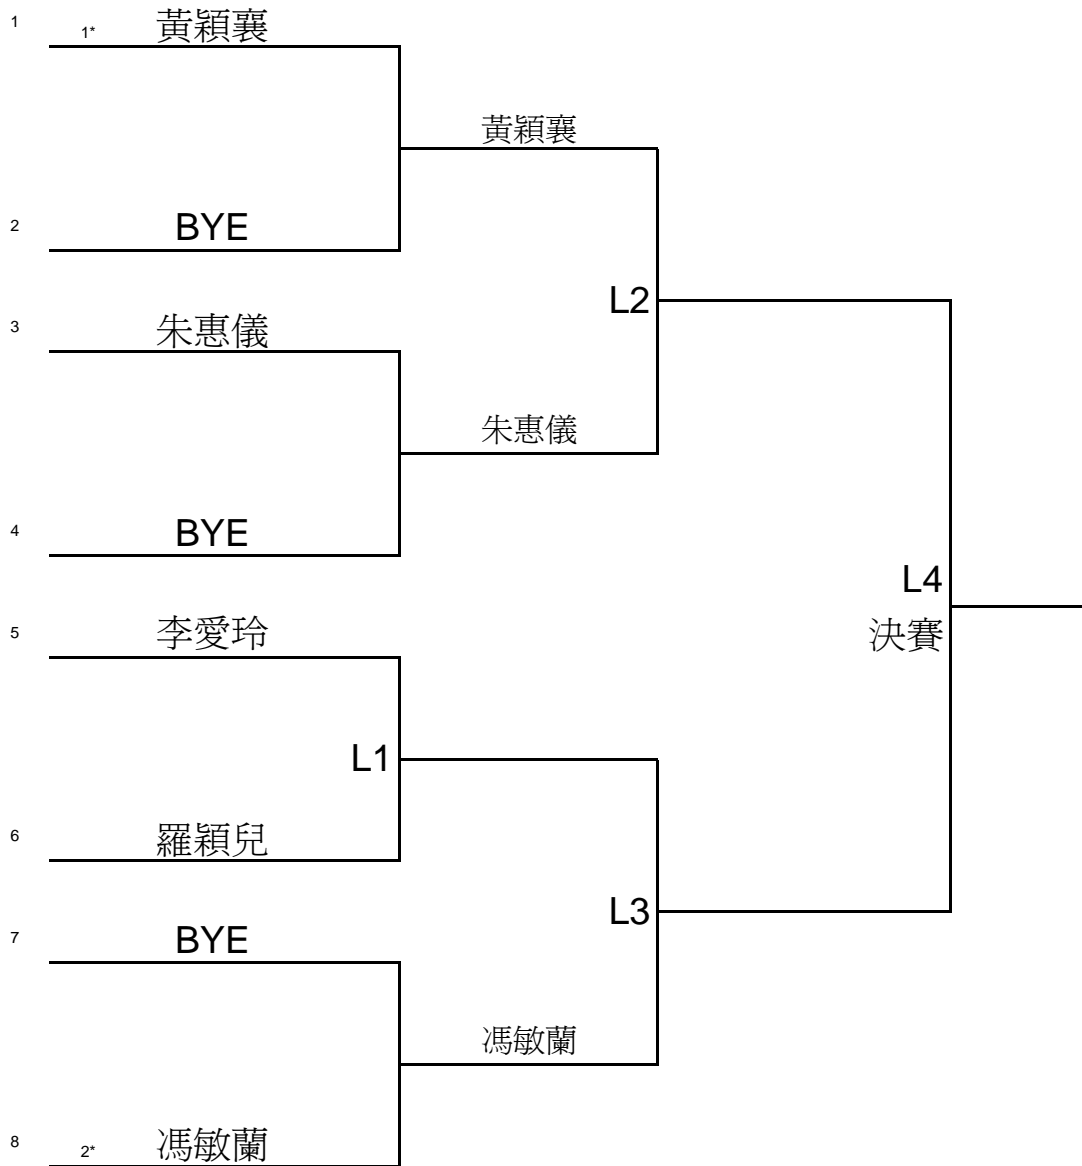 1 1* 黃穎襄
黃穎襄
2 BYE
L2
3 朱惠儀
朱惠儀
4 BYE
L4
決賽
5 李愛玲
L1
6 羅穎兒
L3
7 BYE
馮敏蘭
8 2* 馮敏蘭